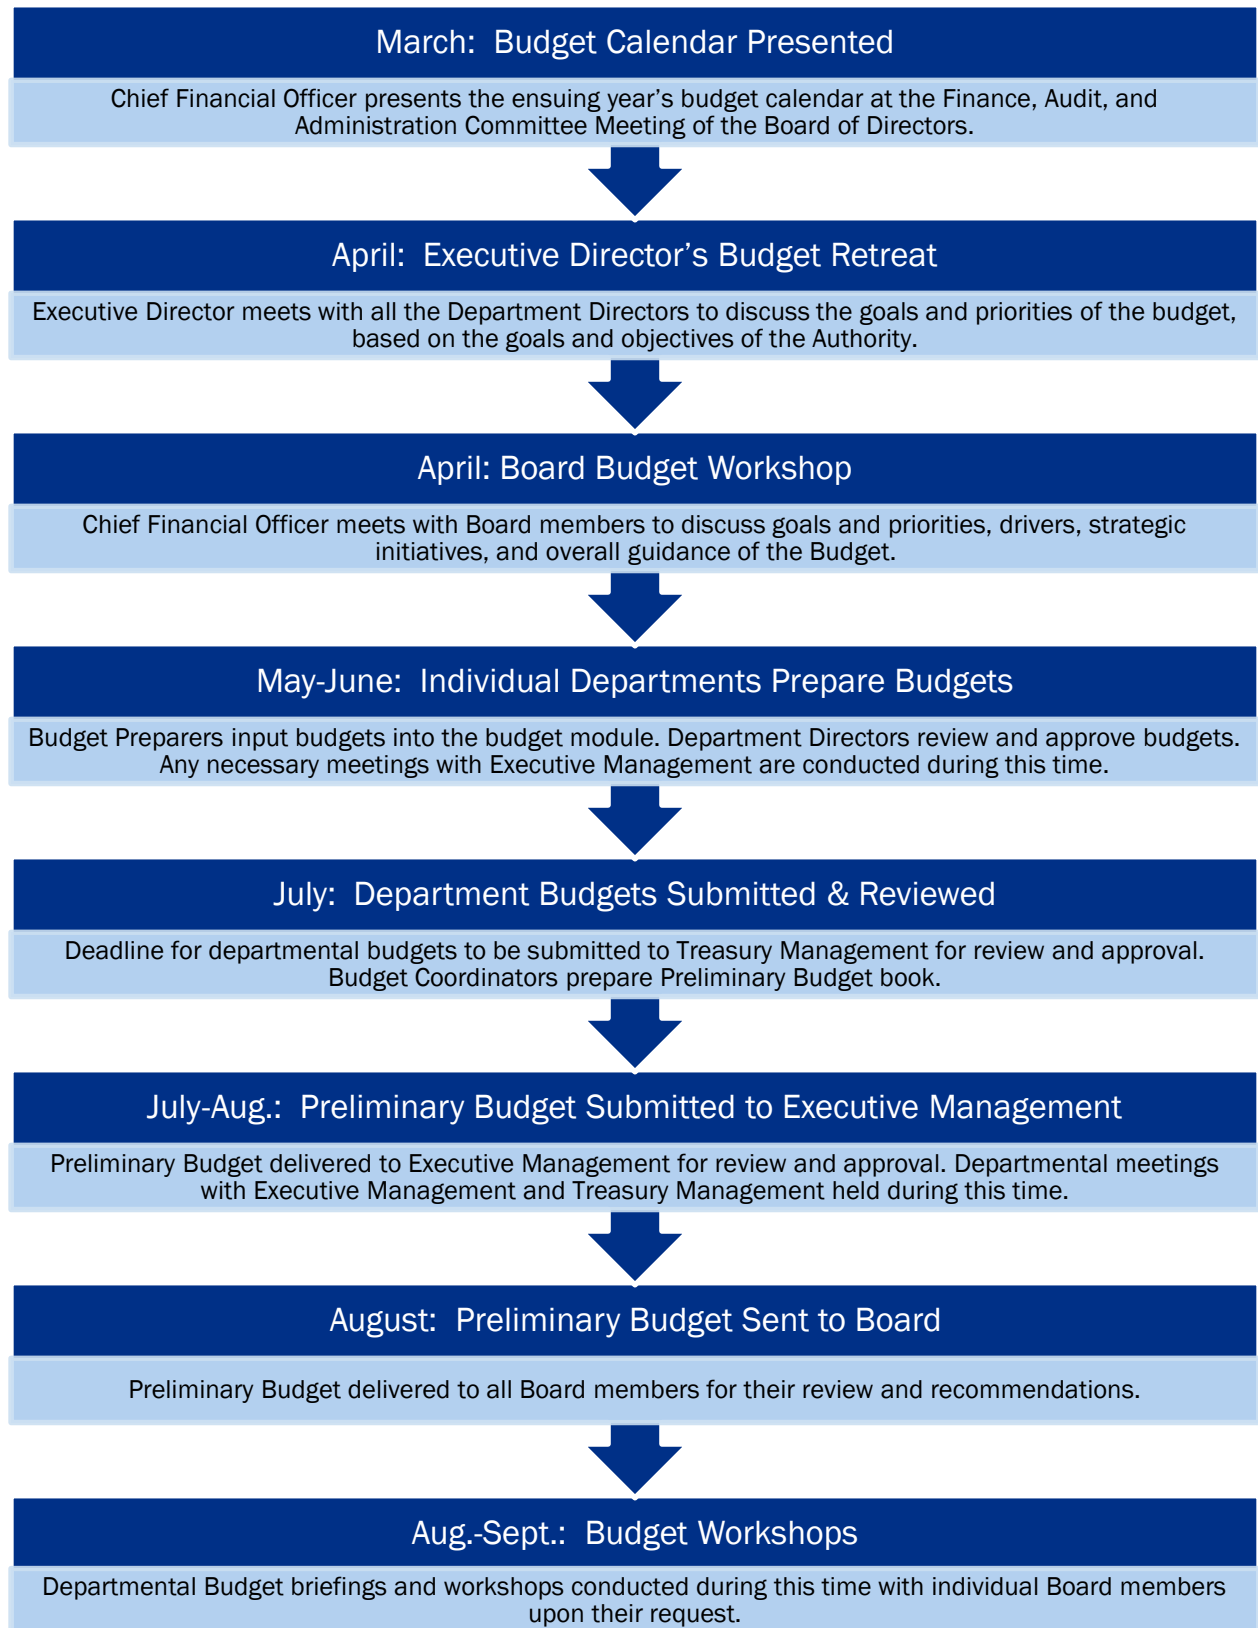 March:  Budget Calendar Presented
Chief Financial Officer presents the ensuing year’s budget calendar at the Finance, Audit, and
Administration Committee Meeting of the Board of Directors.
April:  Executive Director’s Budget Retreat
Executive Director meets with all the Department Directors to discuss the goals and priorities of the budget,
based on the goals and objectives of the Authority.
April: Board Budget Workshop
Chief Financial Officer meets with Board members to discuss goals and priorities, drivers, strategic
initiatives, and overall guidance of the Budget.
May-June:  Individual Departments Prepare Budgets
Budget Preparers input budgets into the budget module. Department Directors review and approve budgets.
Any necessary meetings with Executive Management are conducted during this time.
July:  Department Budgets Submitted & Reviewed
Deadline for departmental budgets to be submitted to Treasury Management for review and approval.
Budget Coordinators prepare Preliminary Budget book.
July-Aug.:  Preliminary Budget Submitted to Executive Management
Preliminary Budget delivered to Executive Management for review and approval. Departmental meetings
with Executive Management and Treasury Management held during this time.
August:  Preliminary Budget Sent to Board
Preliminary Budget delivered to all Board members for their review and recommendations.
Aug.-Sept.:  Budget Workshops
Departmental Budget briefings and workshops conducted during this time with individual Board members
upon their request.